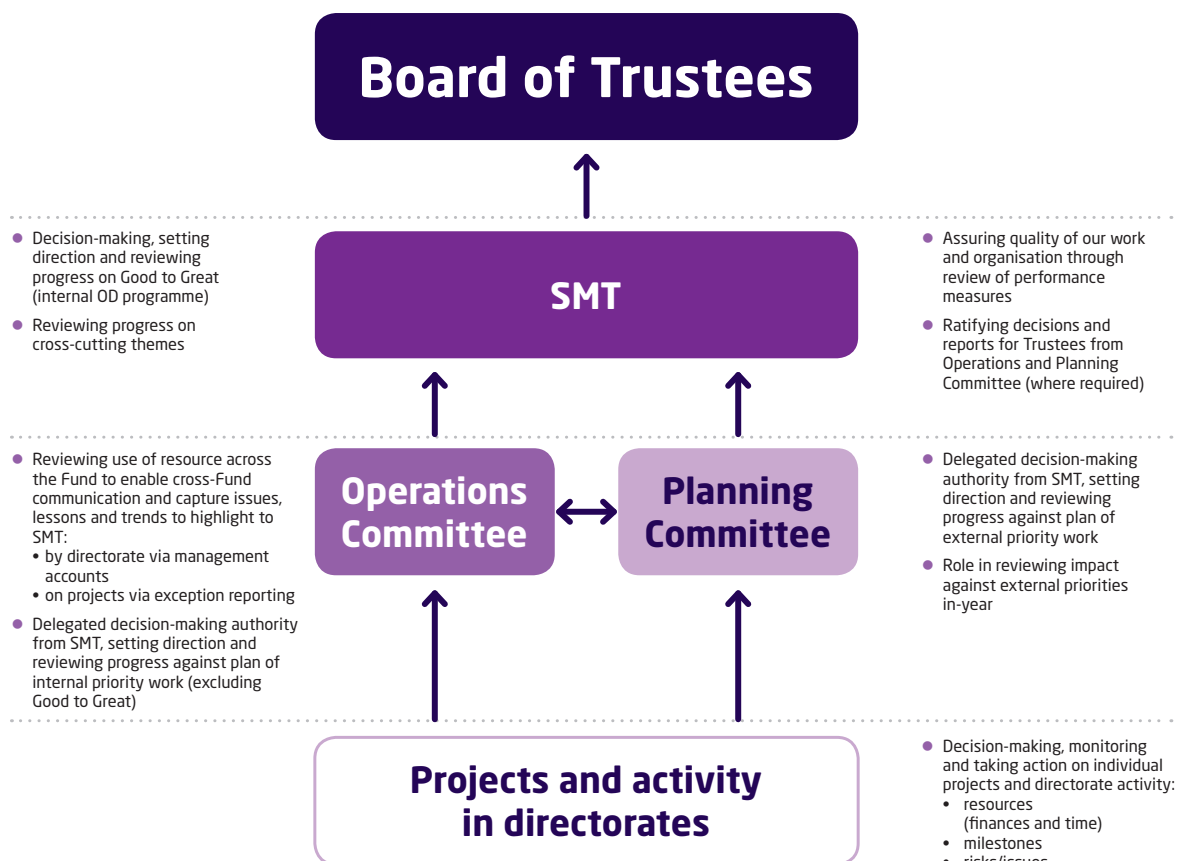 Board of Trustees
● Decision-making, setting
direction and reviewing
progress on Good to Great
(internal OD programme)
● Reviewing progress on
cross-cutting themes
SMT
● Assuring quality of our work
and organisation through
review of performance
measures
● Ratifying decisions and
reports for Trustees from
Operations and Planning
Committee (where required)
● Reviewing use of resource across
the Fund to enable cross-Fund
communication and capture issues,
lessons and trends to highlight to
SMT:
• by directorate via management
accounts
• on projects via exception reporting
● Delegated decision-making authority
from SMT, setting direction and
reviewing progress against plan of
internal priority work (excluding
Good to Great)
Operations
Committee
Planning
Committee
● Delegated decision-making
authority from SMT, setting
direction and reviewing
progress against plan of
external priority work
● Role in reviewing impact
against external priorities
in-year
Projects and activity
in directorates
● Decision-making, monitoring
and taking action on individual
projects and directorate activity:
• resources
(finances and time)
• milestones
• risks/issues